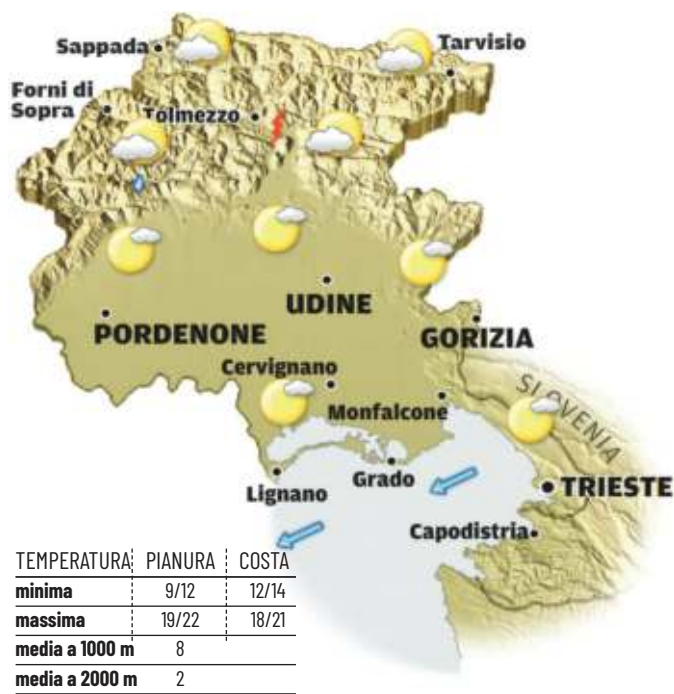 Sappada
Tarvisio
Forni di
Sopra
Tolmezzo
UDINE
PORDENONE
GORIZIA
Cervignano
Monfalcone
SLOVENIA
Lignano
Grado
TRIESTE
Capodistria
TEMPERATURA PIANURA COSTA
minima 9/12 12/14
massima 19/22 18/21
media a 1000 m 8
media a 2000 m 2